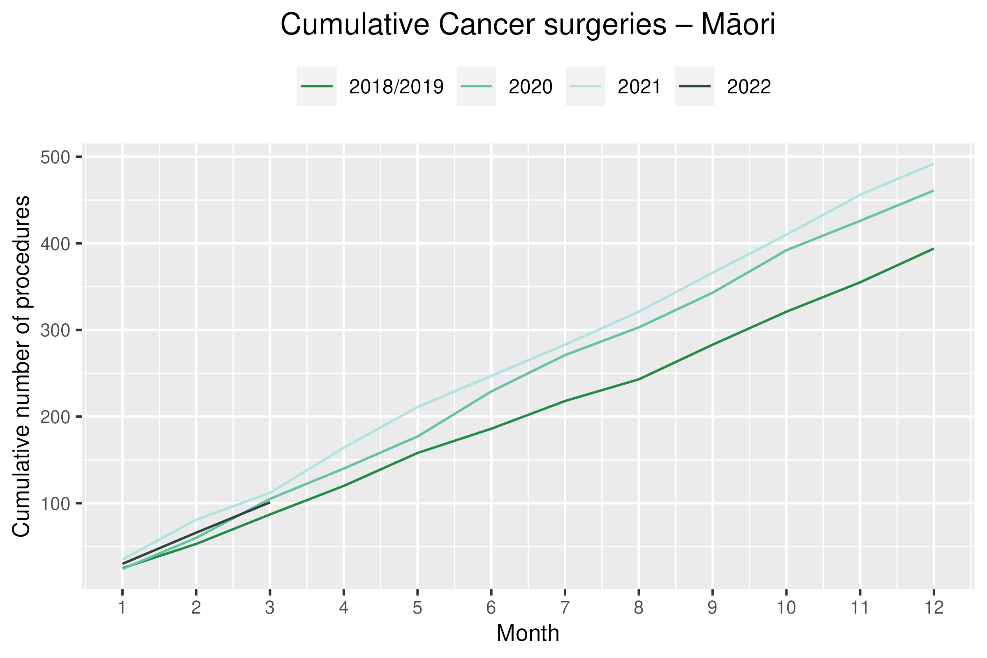 Cumulative Cancer surgeries – Māori
2018/2019 2020 2021 2022
Cumulative number of procedures
500
400
300
200
100
1 2 3 4 5 6 7 8 9 10 11 12
Month